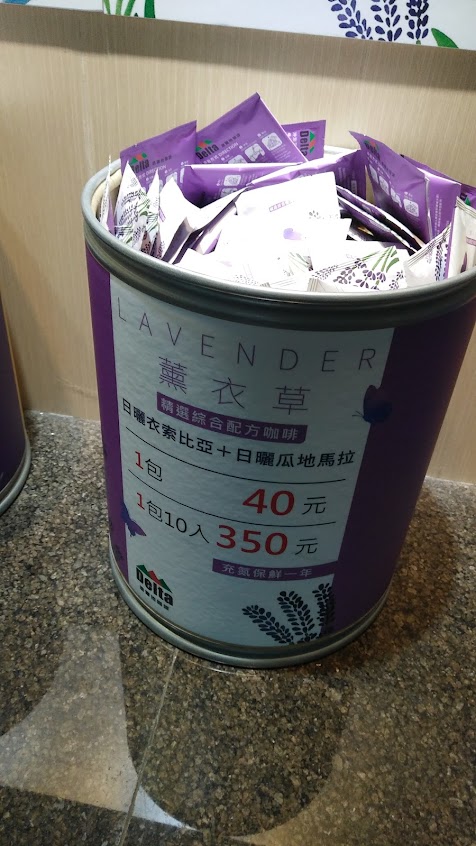 Delta
Delta
Delta
LAVENDER
薰衣草
精選綜合配方咖啡
日曬衣索比亞＋日曬瓜地馬拉
1包 40元
1包10入 350元
充氮保鮮一年
Delta